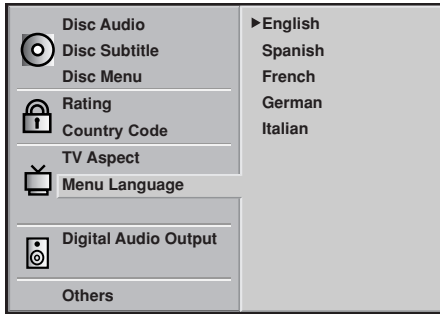 Disc Audio
Disc Subtitle
Disc Menu
Rating
Country Code
TV Aspect
Menu Language
Digital Audio Output
Others
English
Spanish
French
German
Italian